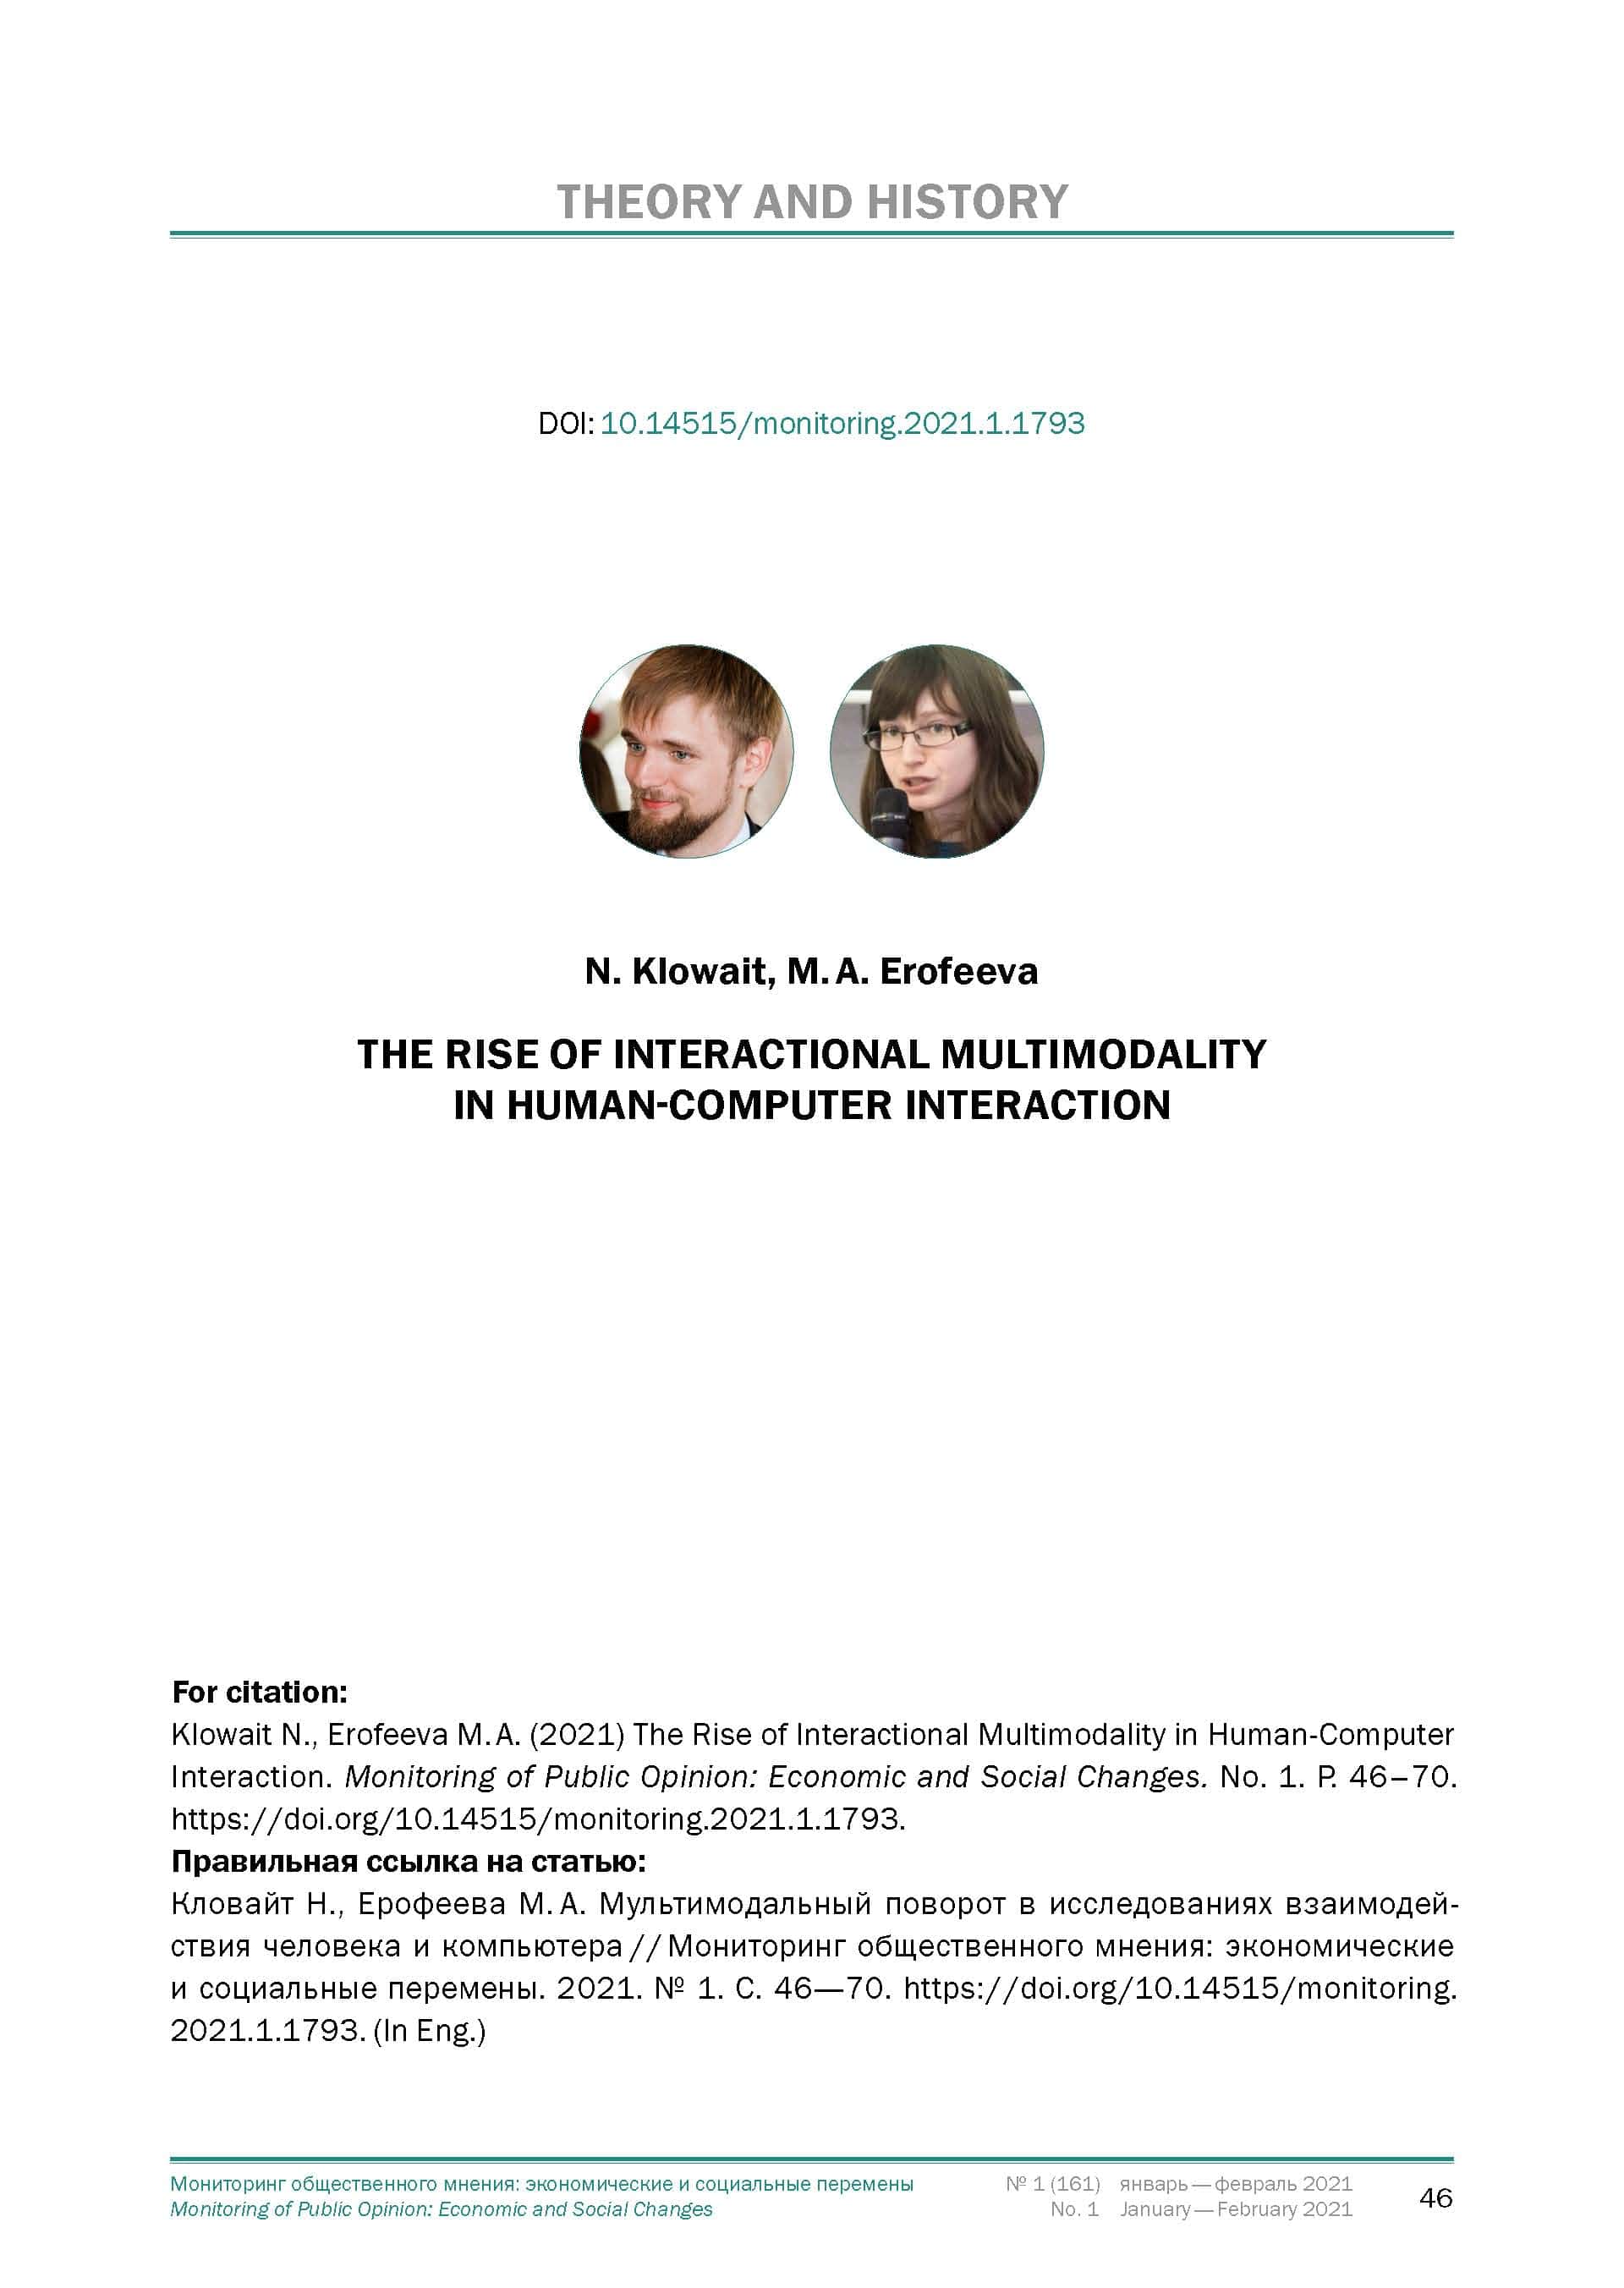 THEORY AND HISTORY
DOI: 10.14515/monitoring.2021.1.1793
N. Klowait, M. A. Erofeeva
THE RISE OF INTERACTIONAL MULTIMODALITY
IN HUMAN-COMPUTER INTERACTION
For citation:
Klowait N., Erofeeva M. A. (2021) The Rise of Interactional Multimodality in Human-Computer
Interaction. Monitoring of Public Opinion: Economic and Social Changes. No. 1. P. 46–70.
https://doi.org/10.14515/monitoring.2021.1.1793.
Правильная ссылка на статью:
Кловайт Н., Ерофеева М. А. Мультимодальный поворот в исследованиях взаимодей-
ствия человека и компьютера // Мониторинг общественного мнения: экономические
и социальные перемены. 2021. № 1. С. 46—70. https://doi.org/10.14515/monitoring.
2021.1.1793. (In Eng.)
Мониторинг общественного мнения: экономические и социальные перемены № 1 (161) январь — февраль 2021
Monitoring of Public Opinion: Economic and Social Changes No. 1 January — February 2021 46